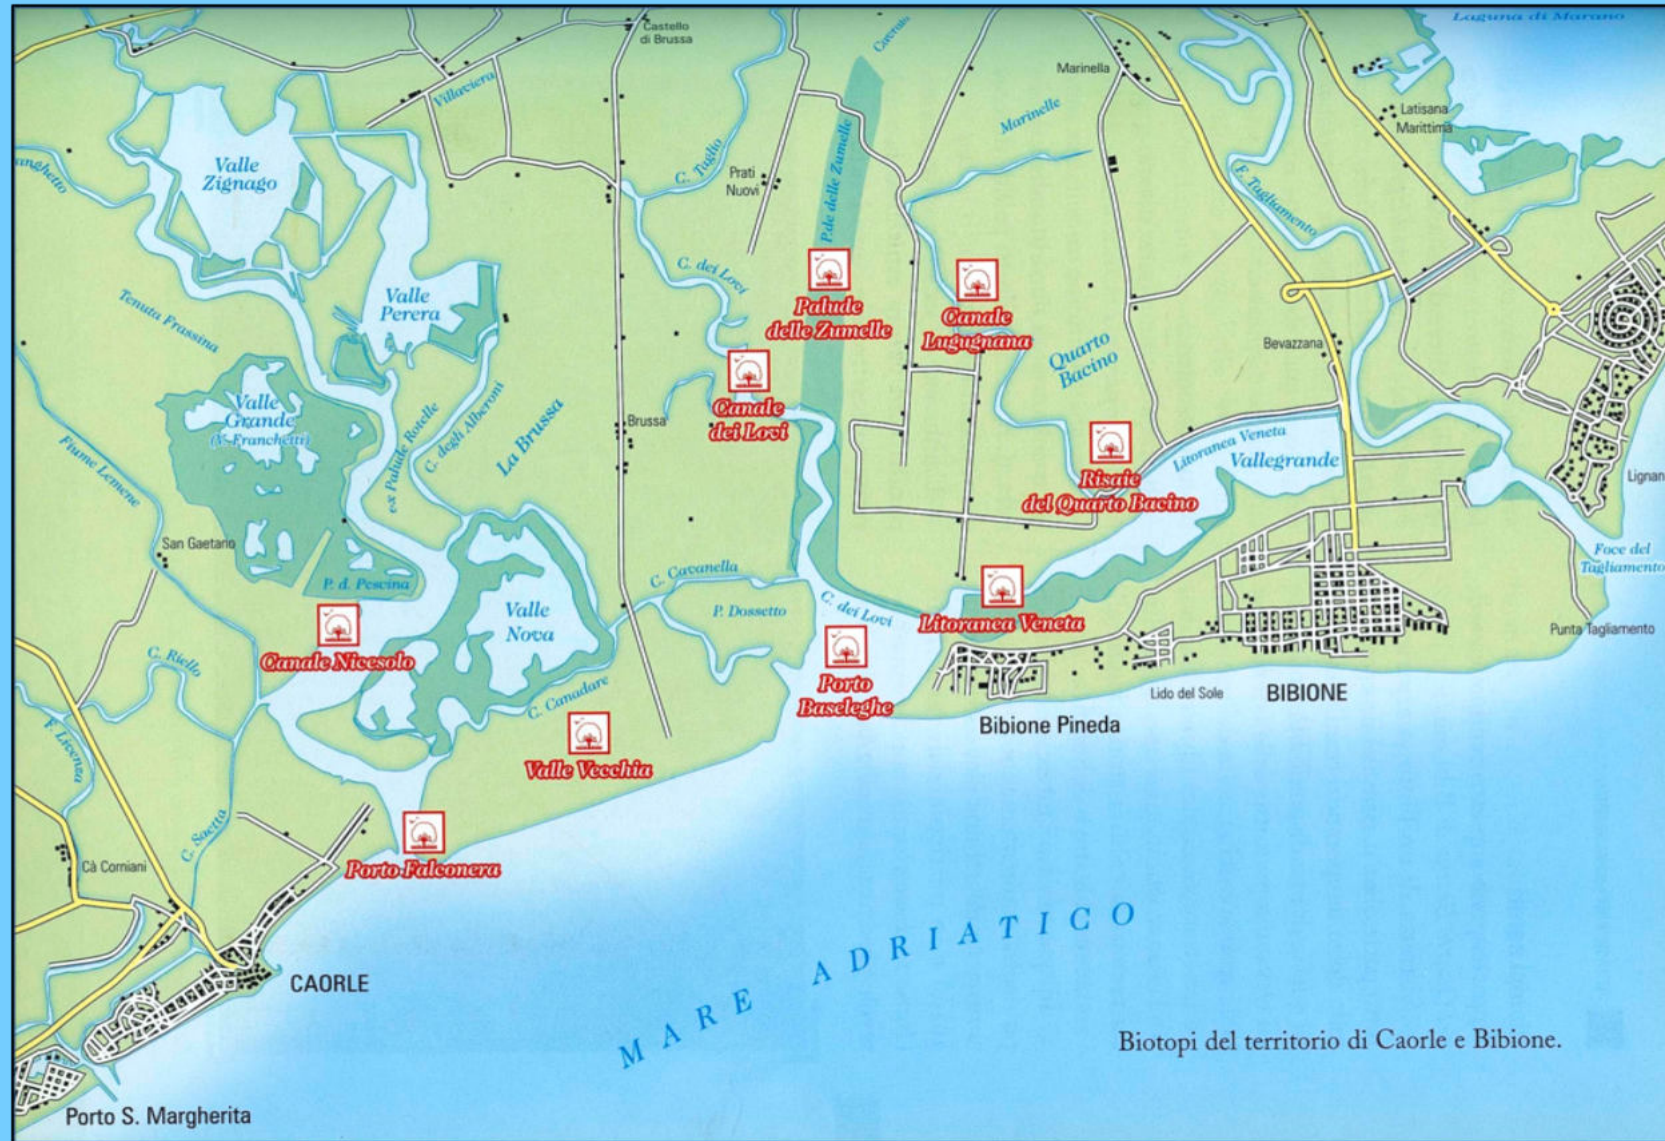 Laguna di Marano
Castello
di Brussa
Cavrato
Marinella
Villaviera
Latisana
Marittima
Marinelle
C. Taglio
P.de delle Zumelle
Valle
Zignago
anghetto
Prati
Nuovi
F. Tagliamento
C. dei Lovi
Valle
Perera
Tenuta Frassina
Palude
delle Zumelle
Canale
Lugugnana
Quarto
Bacino
Bevazzana
Canale
dei Lovi
Valle
Grande
(V. Franchetti)
ex Palude Rotelle
C. degli Alberoni
La Brussa
Brussa
Litoranea Veneta
Vallegrande
Fiume Lemene
Risaie
del Quarto Bacino
Lignan
San Gaetano
Foce del
Tagliamento
C. Cavanella
P. d. Pescina
Valle
Nova
P. Dossetto
C. dei Lovi
Litoranea Veneta
Punta Tagliamento
Canale Nicesolo
C. Riello
Porto
Baseleghe
Lido del Sole
BIBIONE
C. Canadare
Bibione Pineda
F. Livenza
Valle Vecchia
C. Saetta
Porto Falconera
Cà Corniani
CAORLE
MARE ADRIATICO
Biotopi del territorio di Caorle e Bibione.
Porto S. Margherita